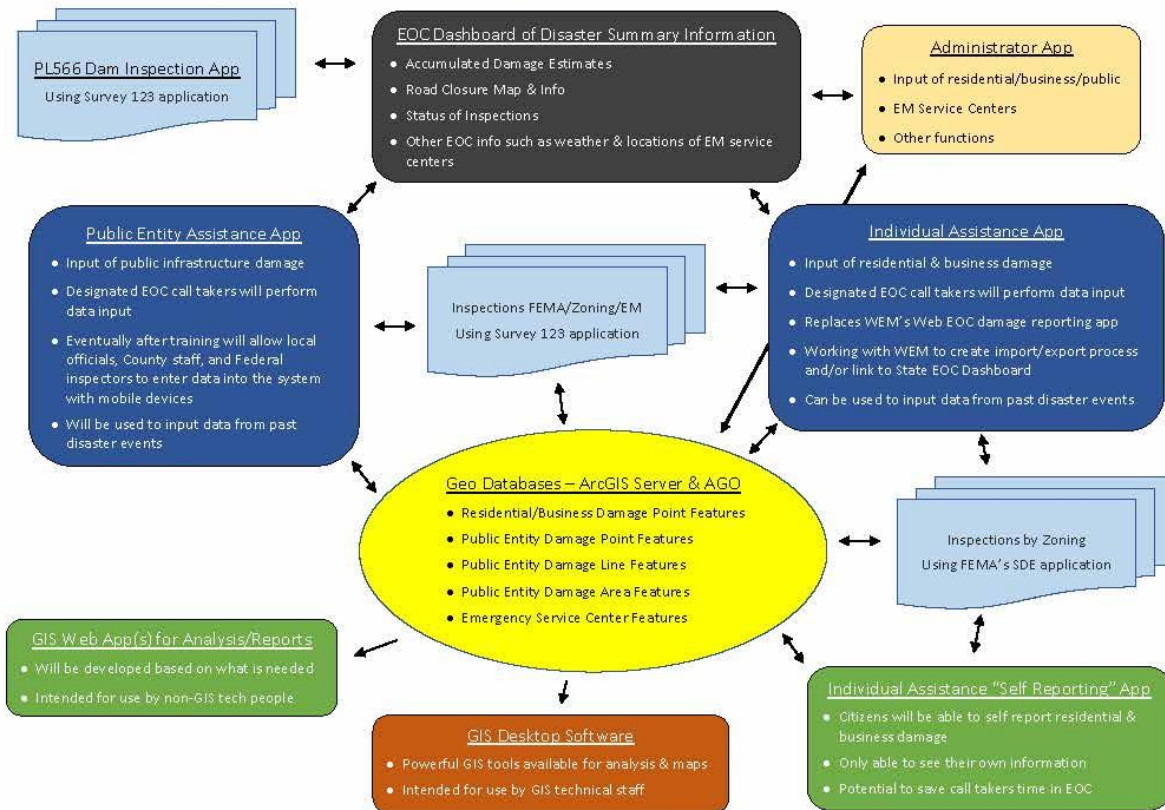 PL566 Dam Inspection App
Using Survey 123 application
EOC Dashboard of Disaster Summary Information
• Accumulated Damage Estimates
• Road Closure Map & Info
• Status of Inspections
• Other EOC info such as weather & locations of EM service
centers
Administrator App
• Input of residential/business/public
• EM Service Centers
• Other functions
Public Entity Assistance App
• Input of public infrastructure damage
• Designated EOC call takers will perform
data input
• Eventually after training will allow local
officials, County staff, and Federal
inspectors to enter data into the system
with mobile devices
• Will be used to input data from past
disaster events
Inspections FEMA/Zoning/EM
Using Survey 123 application
Individual Assistance App
• Input of residential & business damage
• Designated EOC call takers will perform data input
• Replaces WEM's Web EOC damage reporting app
• Working with WEM to create import/export process
and/or link to State EOC Dashboard
• Can be used to input data from past disaster events
Geo Databases – ArcGIS Server & AGO
• Residential/Business Damage Point Features
• Public Entity Damage Point Features
• Public Entity Damage Line Features
• Public Entity Damage Area Features
• Emergency Service Center Features
Inspections by Zoning
Using FEMA's SDE application
GIS Web App(s) for Analysis/Reports
• Will be developed based on what is needed
• Intended for use by non-GIS tech people
GIS Desktop Software
• Powerful GIS tools available for analysis & maps
• Intended for use by GIS technical staff
Individual Assistance "Self Reporting" App
• Citizens will be able to self report residential &
business damage
• Only able to see their own information
• Potential to save call takers time in EOC